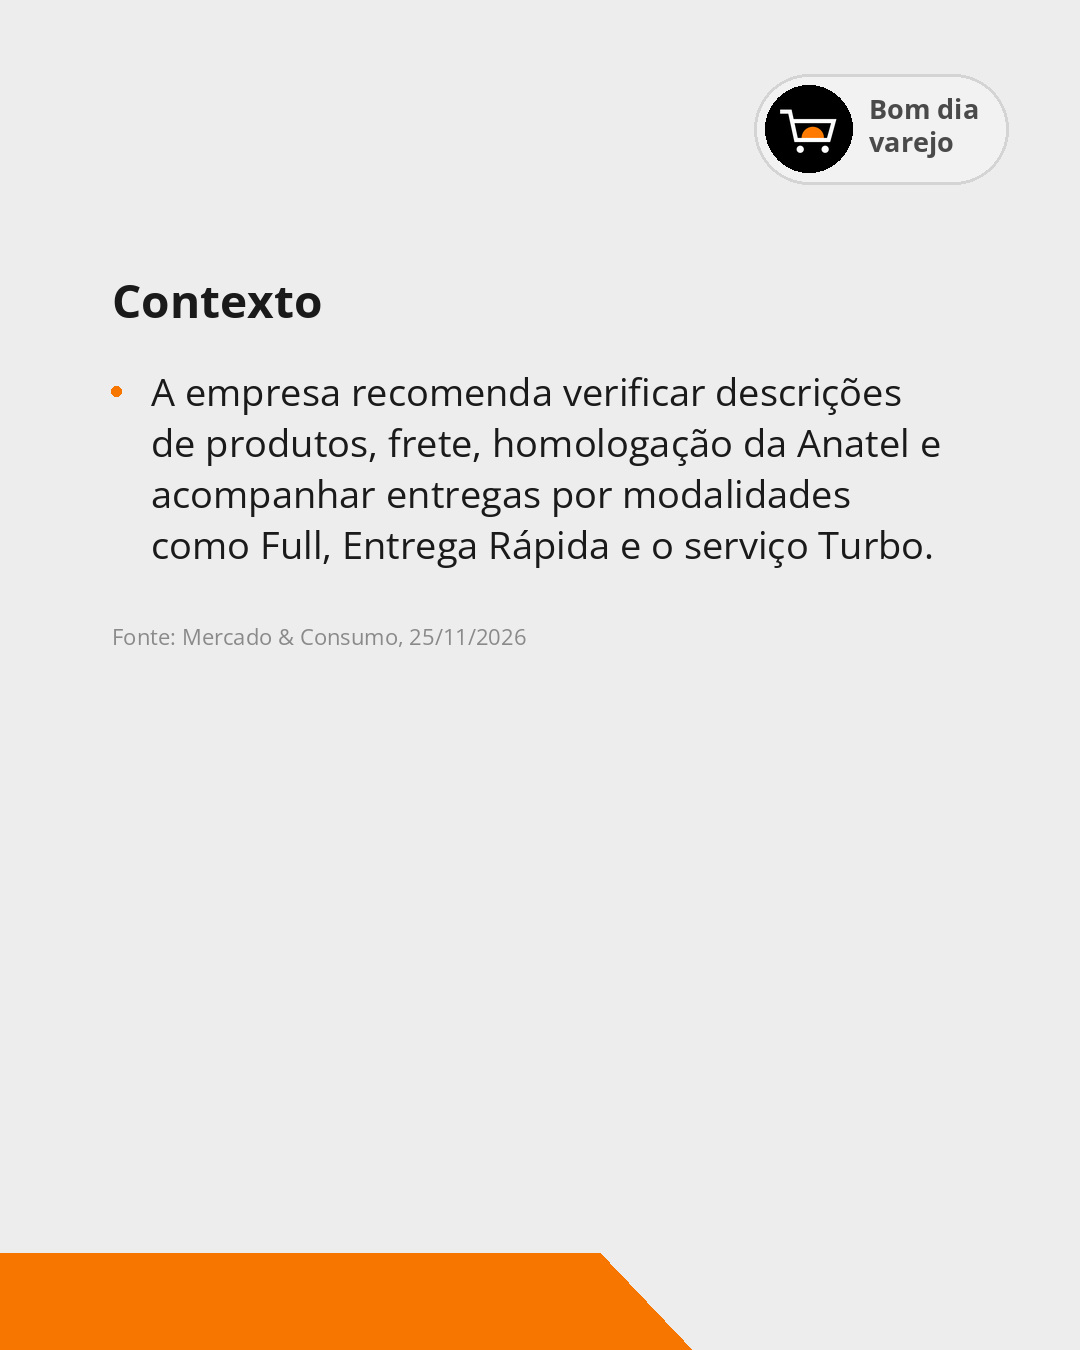 Bom dia
varejo
Contexto
• A empresa recomenda verificar descrições
de produtos, frete, homologação da Anatel e
acompanhar entregas por modalidades
como Full, Entrega Rápida e o serviço Turbo.
Fonte: Mercado & Consumo, 25/11/2026